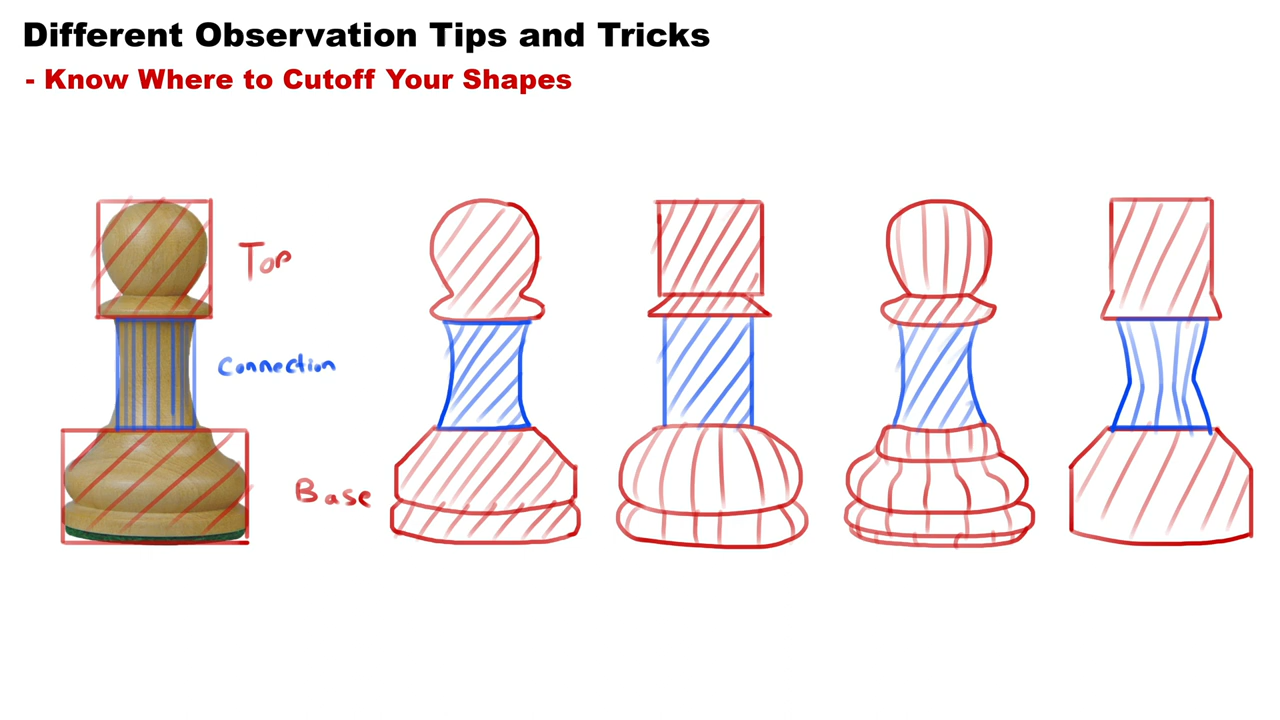 Different Observation Tips and Tricks
- Know Where to Cutoff Your Shapes
Top
Connection
Base